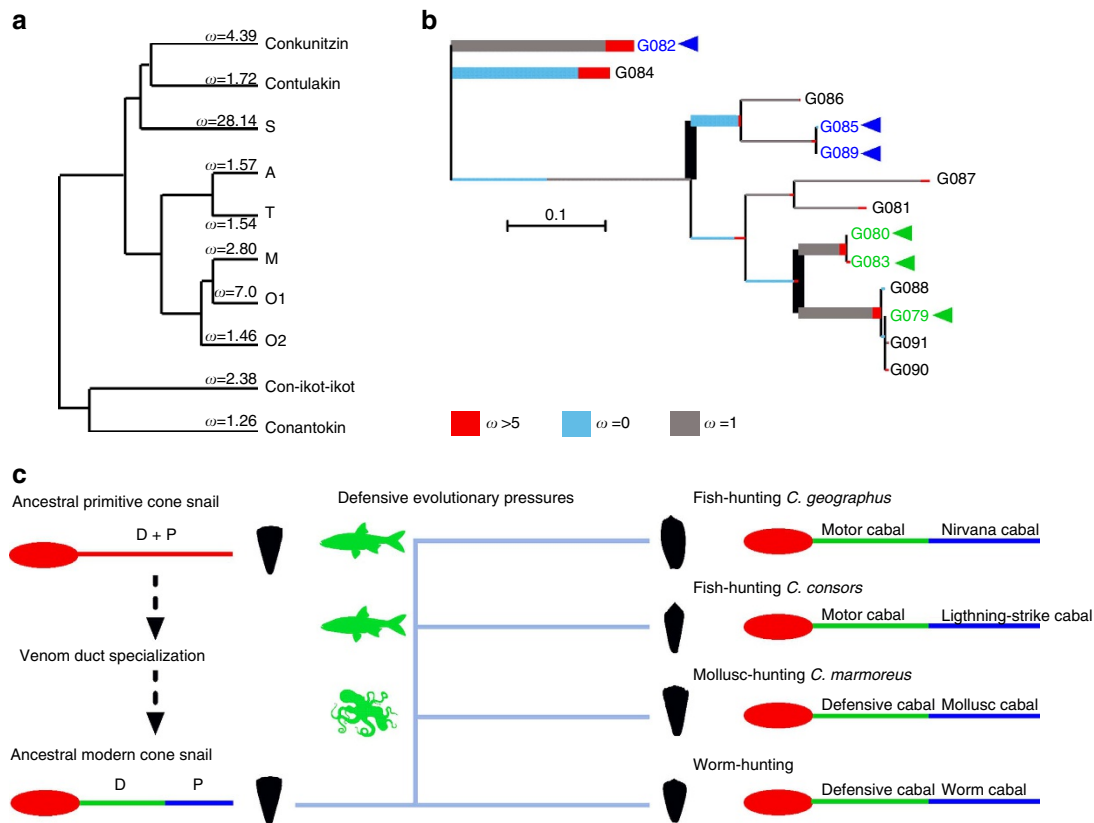 a
ω=4.39 Conkunitzin
ω=1.72 Contulakin
ω=28.14 S
ω=1.57 A
T
ω=1.54
ω=2.80 M
ω=7.0 O1
ω=1.46 O2
ω=2.38 Con-ikot-ikot
ω=1.26 Conantokin
b
G082
G084
G086
G085
G089
G087
G081
0.1
G080
G083
G088
G079
G091
G090
ω >5
ω =0
ω =1
c
Ancestral primitive cone snail
D + P
Venom duct specialization
Ancestral modern cone snail
D P
Defensive evolutionary pressures
Fish-hunting C. geographus
Motor cabal Nirvana cabal
Fish-hunting C. consors
Motor cabal Ligthning-strike cabal
Mollusc-hunting C. marmoreus
Defensive cabal Mollusc cabal
Worm-hunting
Defensive cabal Worm cabal